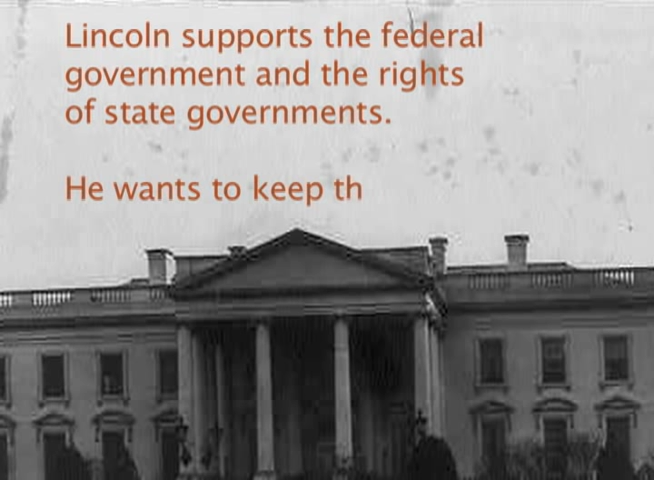 Lincoln supports the federal
government and the rights
of state governments.
He wants to keep th